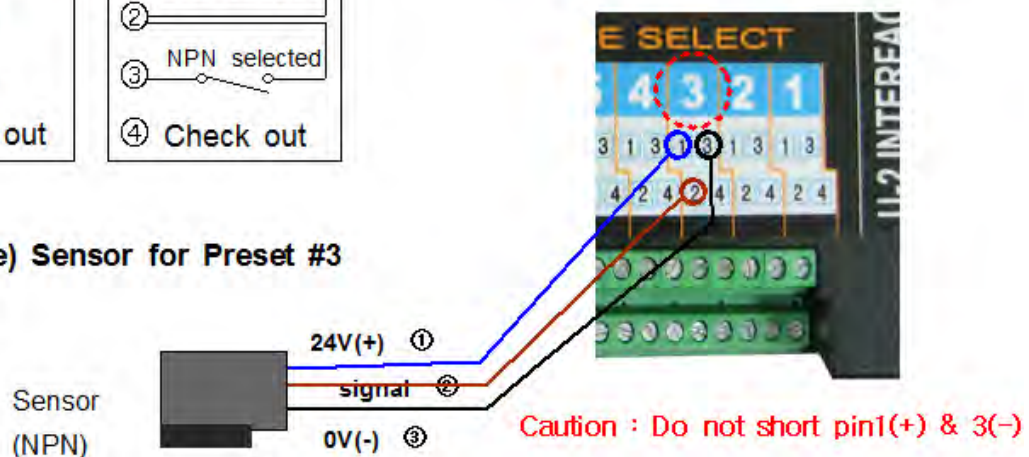 ②
NPN selected
③
out
④ Check out
e) Sensor for Preset #3
24V(+) ①
signal ②
0V(-) ③
Sensor
(NPN)
E SELECT
4 3 2 1
3 1 3 1 3 1 3 1 3
4 2 4 2 4 2 4 2 4
U-2 INTERFAC
Caution : Do not short pin1(+) & 3(-)